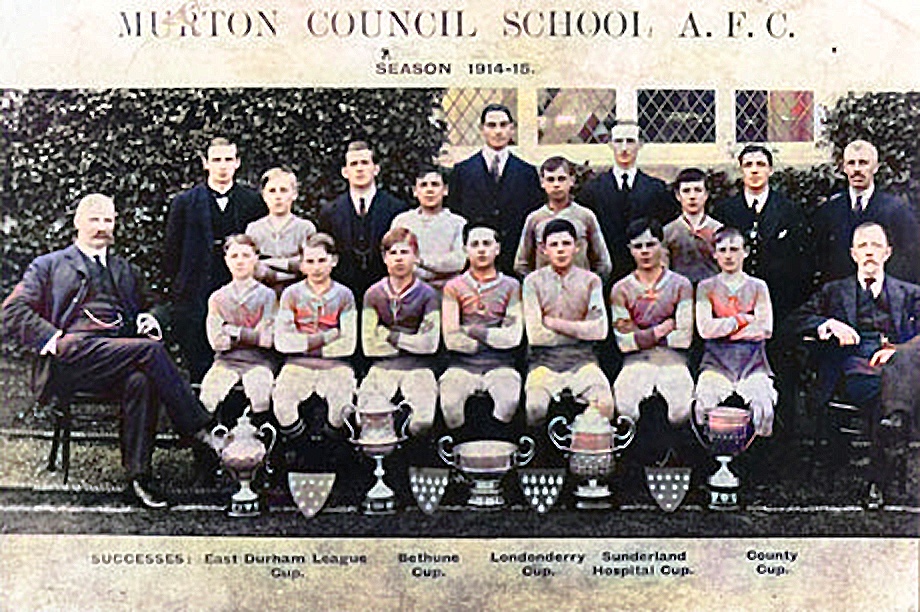 MURTON COUNCIL SCHOOL A.F.C.
SEASON 1914-15.
SUCCESSES: East Durham League Cup. Bethune Cup. Londenderry Cup. Sunderland Hospital Cup. County Cup.